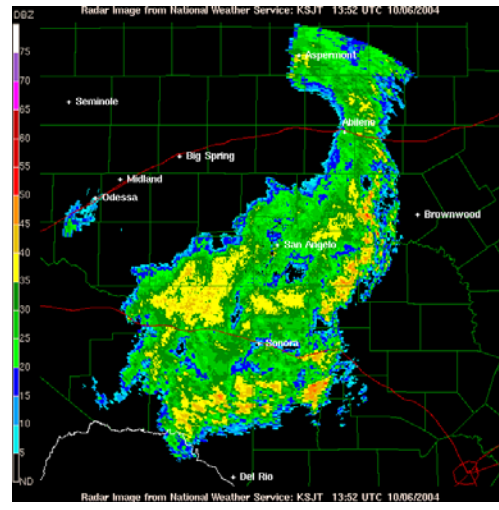 DBZ
Radar Image from National Weather Service: KSJT 13:52 UTC 10/06/2004
75
70
65
60
55
50
45
40
35
30
25
20
15
10
5
ND
Aspermont
Seminole
Abilene
Big Spring
Midland
Odessa
Brownwood
San Angelo
Sonora
Del Rio
Radar Image from National Weather Service: KSJT 13:52 UTC 10/06/2004